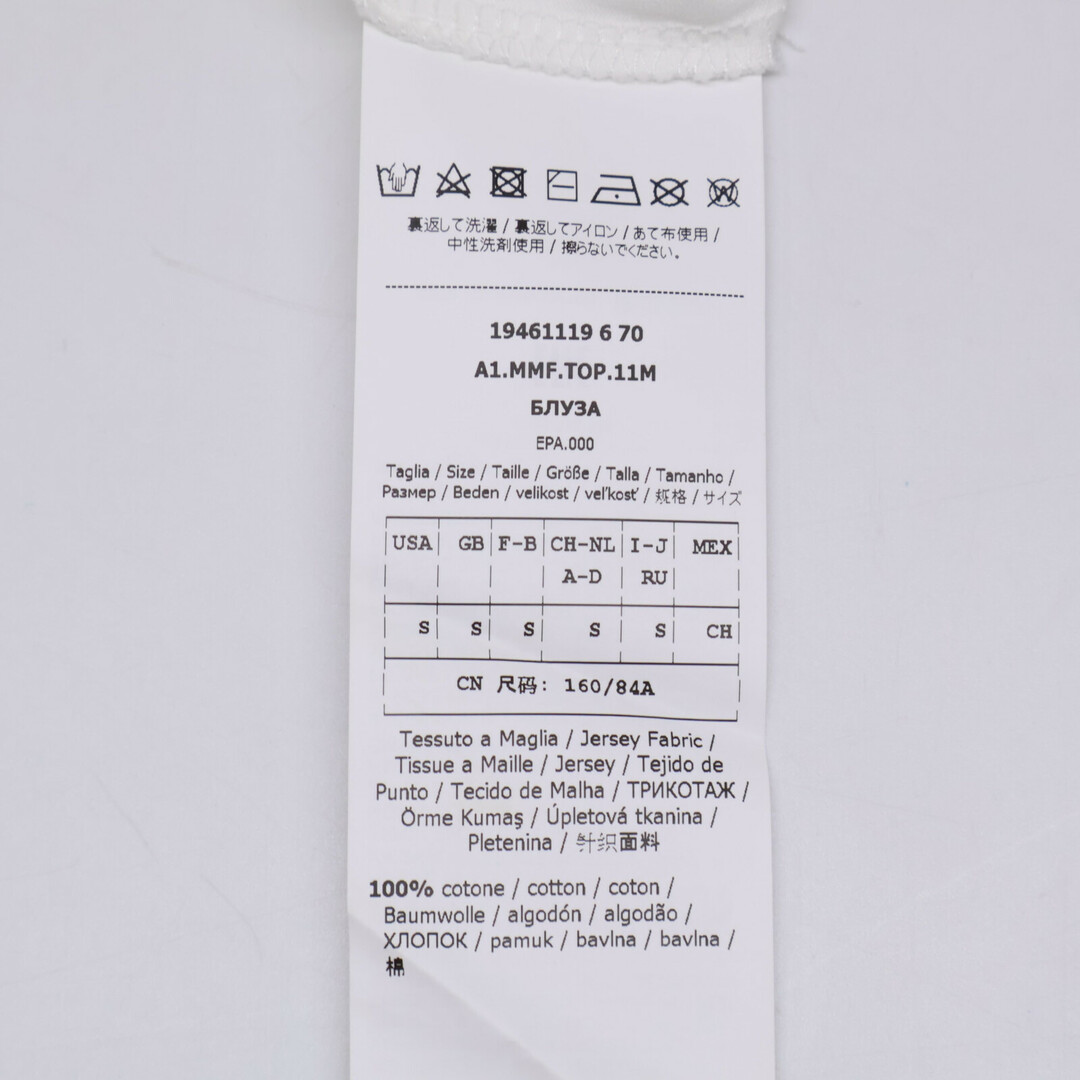 裏返して洗濯 / 裏返してアイロン / あて布使用 /
中性洗剤使用 / 擦らないでください。
19461119 6 70
A1.MMF.TOP.11M
БЛУЗА
EPA.000
Taglia / Size / Taille / Größe / Talla / Tamanho /
Размер / Beden / velikost / veľkosť / 规格 / サイズ
USA GB F-B CH-NL I-J MEX
A-D RU
S S S S S CH
CN 尺码: 160/84A
Tessuto a Maglia / Jersey Fabric /
Tissue a Maille / Jersey / Tejido de
Punto / Tecido de Malha / ТРИКОТАЖ /
Örme Kumaş / Úpletová tkanina /
Pletenina / 针织面料
100% cotone / cotton / coton /
Baumwolle / algodón / algodão /
ХЛОПОК / pamuk / bavlna / bavlna /
棉